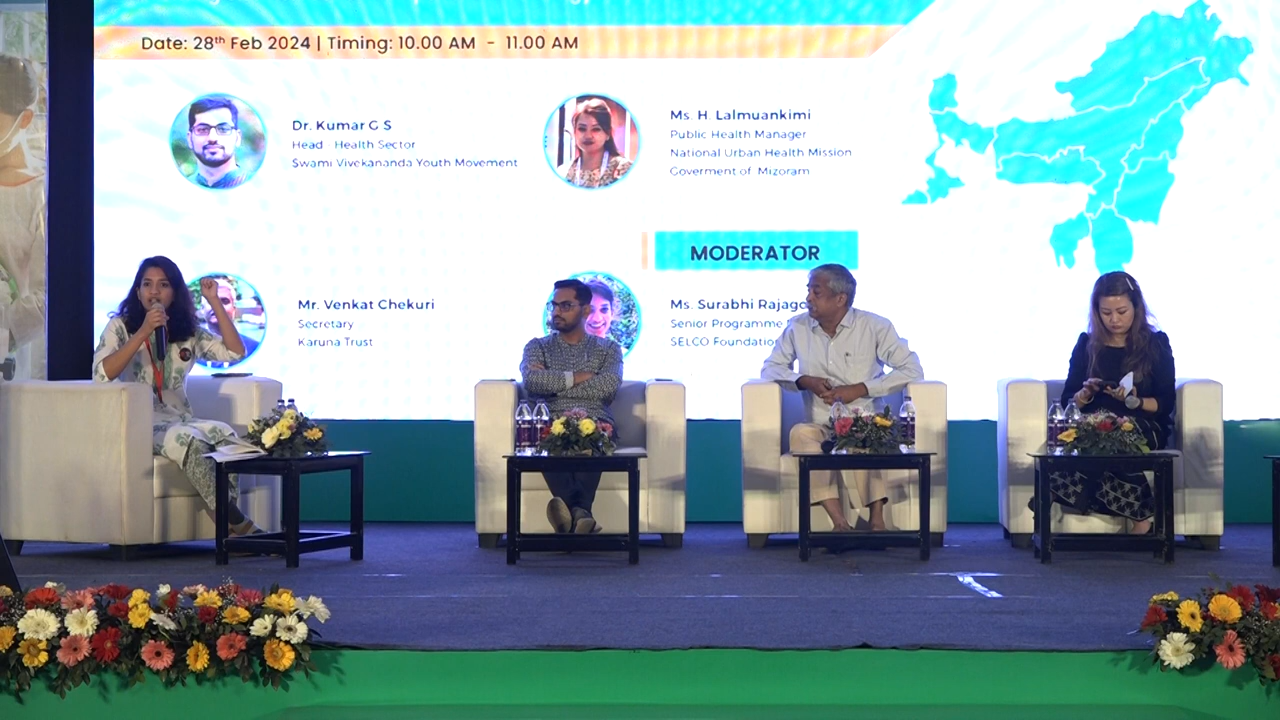 Date: 28th Feb 2024 | Timing: 10.00 AM - 11.00 AM
Dr. Kumar G S
Head Health Sector
Swami Vivekananda Youth Movement
Ms. H. Lalmuankimi
Public Health Manager
National Urban Health Mission
Goverment of Mizoram
MODERATOR
Mr. Venkat Chekuri
Secretary
Karuna Trust
Ms. Surabhi
Senior Programme
SELCO